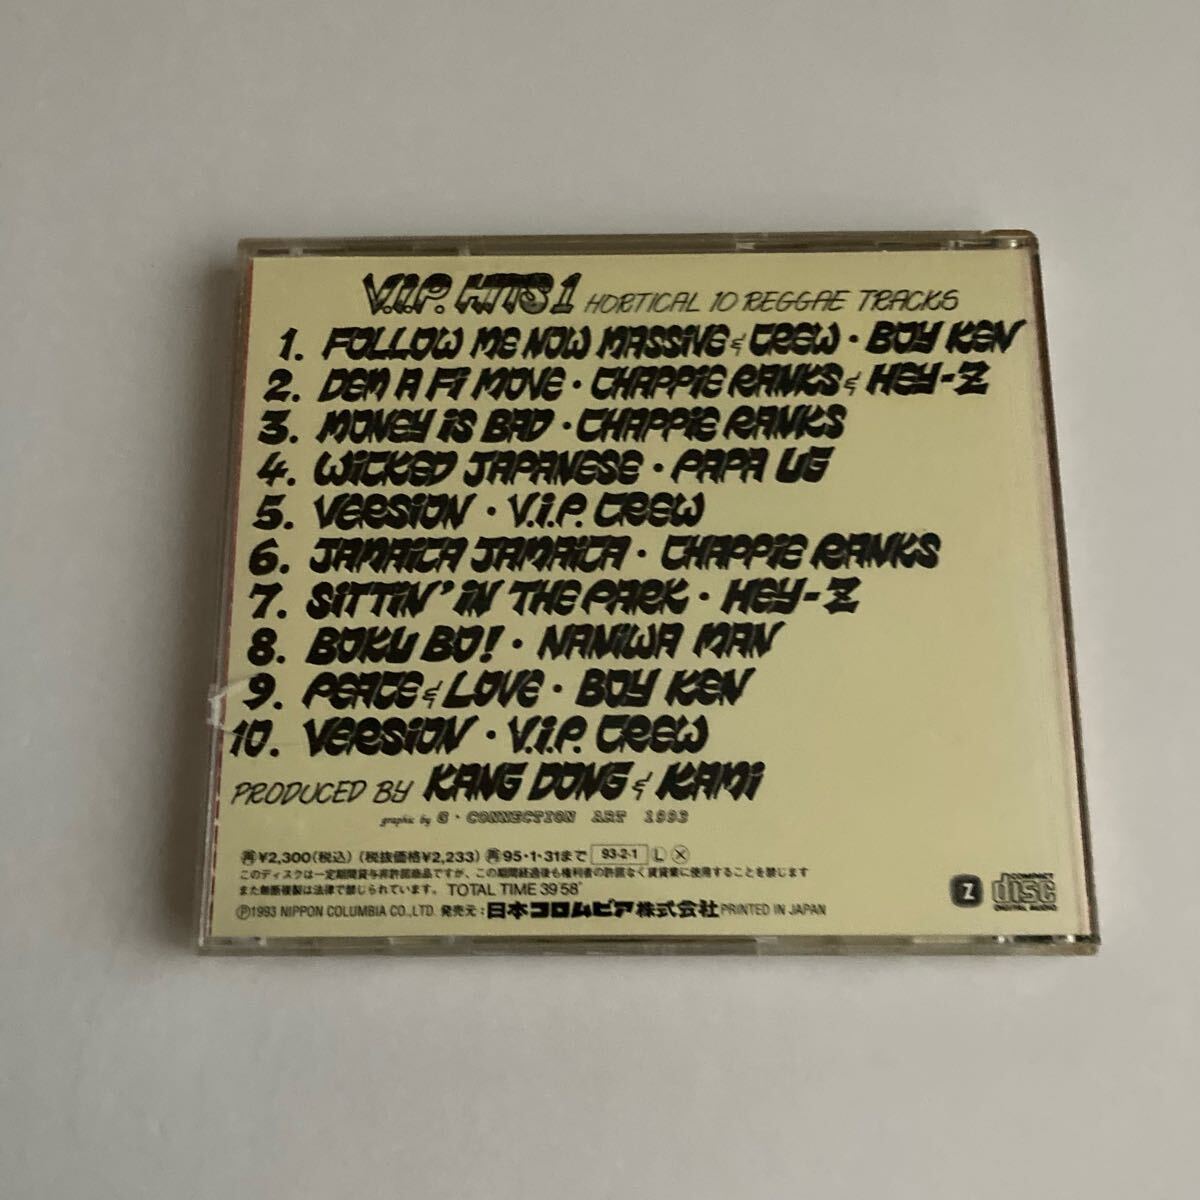 V.I.P. HITS 1 HORTICAL 10 REGGAE TRACKS
1. FOLLOW ME NOW MASSIVE & CREW・BOY KEN
2. DEM A FI MOVE・CHAPPIE RANKS & HEY-Z
3. MONEY IS BAD・CHAPPIE RANKS
4. WICKED JAPANESE・PAPA UG
5. VERSION・V.I.P. CREW
6. JAMAICA JAMAICA・CHAPPIE RANKS
7. SITTIN' IN THE PARK・HEY-Z
8. BOKU BO!・NANIWA MAN
9. PEACE & LOVE・BOY KEN
10. VERSION・V.I.P. CREW
PRODUCED BY KANG DONG & KAMI
graphic by G・CONNECTION ART 1993
再¥2,300(税込)(税抜価格¥2,233) 再95・1・31まで 93-2-1 L X
このディスクは一定期間貸与非許諾商品ですが、この期間経過後も権利者の許諾なく賃貸業に使用することを禁じます
また無断複製は法律で禁じられています。 TOTAL TIME 39'58"
Ⓟ1993 NIPPON COLUMBIA CO.,LTD. 発売元:日本コロムビア株式会社 PRINTED IN JAPAN
Z
COMPACT
disc
DIGITAL AUDIO